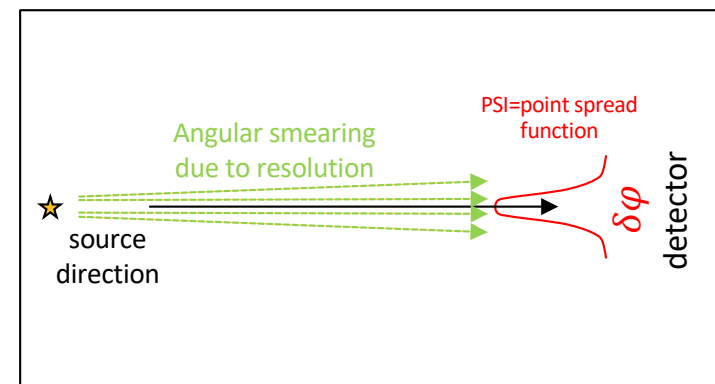 PSI=point spread
function
Angular smearing
due to resolution
source
direction
δφ
detector